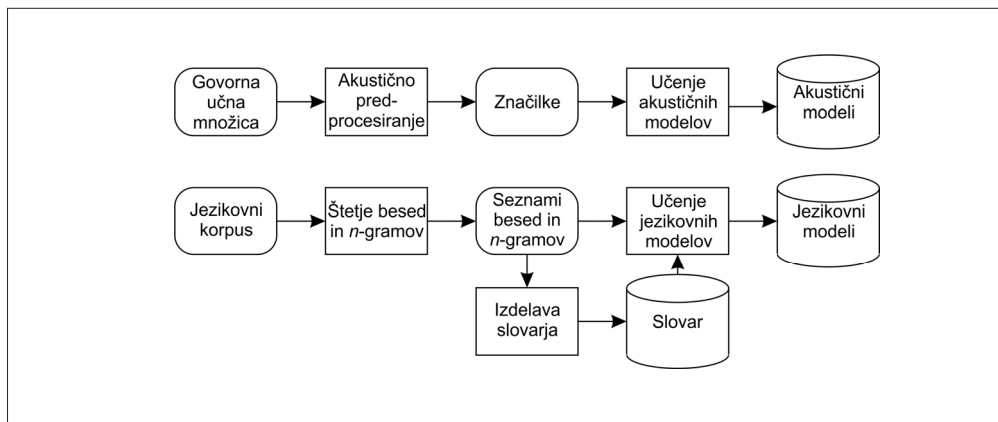 Govorna
učna
množica
Akustično
pred-
procesiranje
Značilke
Učenje
akustičnih
modelov
Akustični
modeli
Jezikovni
korpus
Štetje besed
in n-gramov
Seznami
besed in
n-gramov
Učenje
jezikovnih
modelov
Jezikovni
modeli
Izdelava
slovarja
Slovar